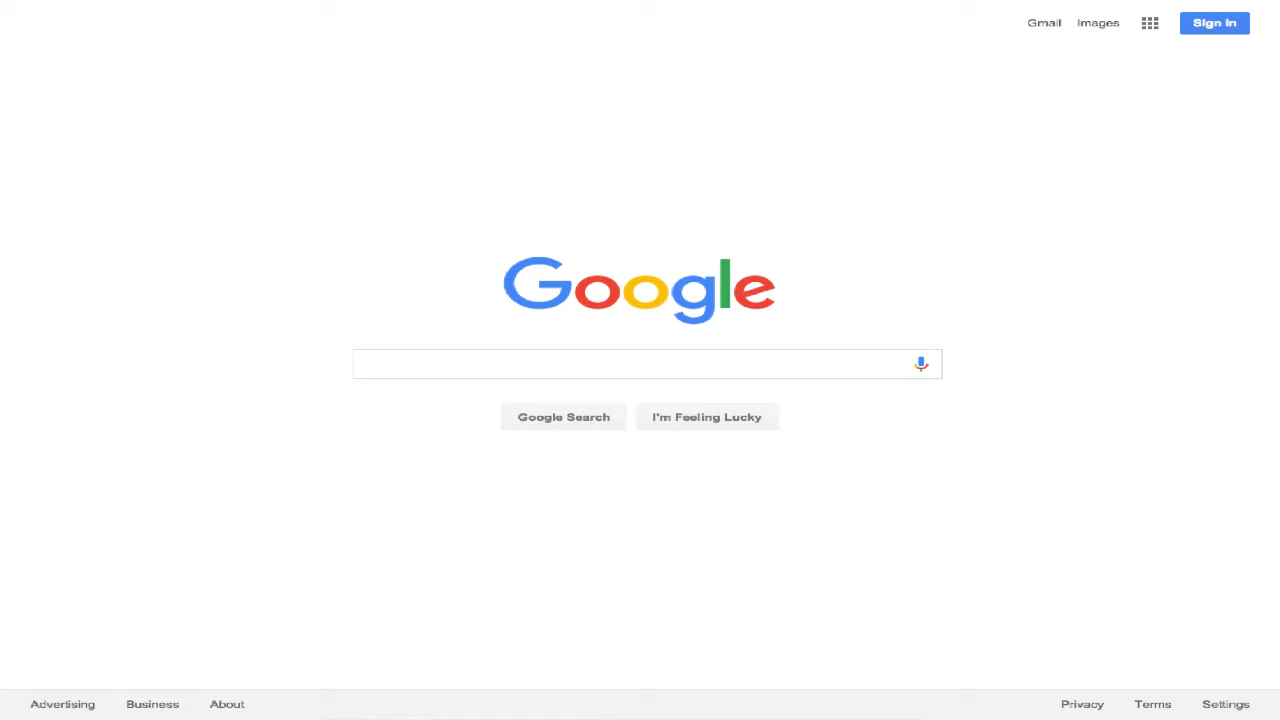 Gmail Images Sign in
Google
Google Search I'm Feeling Lucky
Advertising Business About Privacy Terms Settings